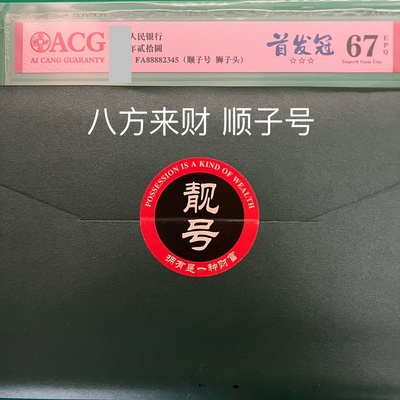 ACG
AI CANG GUARANTY
人民银行
年贰拾圆
FA88882345（顺子号 狮子头）
首发冠
☆☆☆
67
EPQ
Superb Gem Unc
八方来财 顺子号
POSSESSION IS A KIND OF WEALTH
靓号
拥有是一种财富